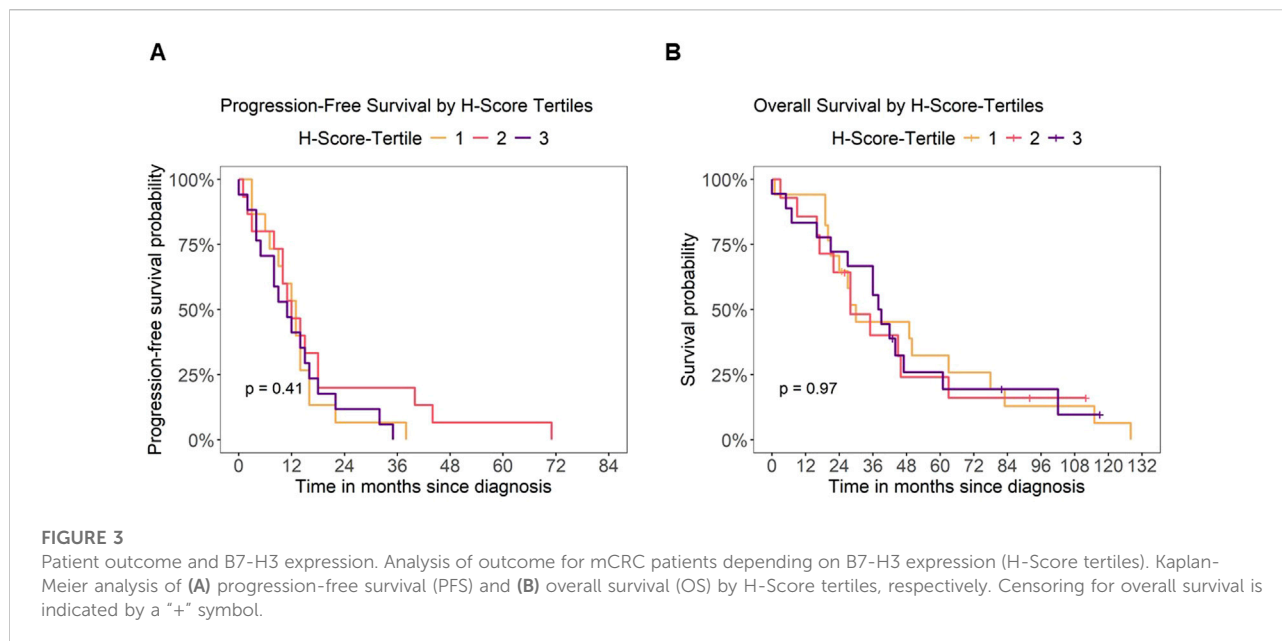 A
Progression-Free Survival by H-Score Tertiles
H-Score-Tertile 1 2 3
Progression-free survival probability
100%
75%
50%
25%
0%
p = 0.41
0 12 24 36 48 60 72 84
Time in months since diagnosis
B
Overall Survival by H-Score-Tertiles
H-Score-Tertile 1 2 3
Survival probability
100%
75%
50%
25%
0%
p = 0.97
0 12 24 36 48 60 72 84 96 108 120 132
Time in months since diagnosis
FIGURE 3
Patient outcome and B7-H3 expression. Analysis of outcome for mCRC patients depending on B7-H3 expression (H-Score tertiles). Kaplan-
Meier analysis of (A) progression-free survival (PFS) and (B) overall survival (OS) by H-Score tertiles, respectively. Censoring for overall survival is
indicated by a "+" symbol.